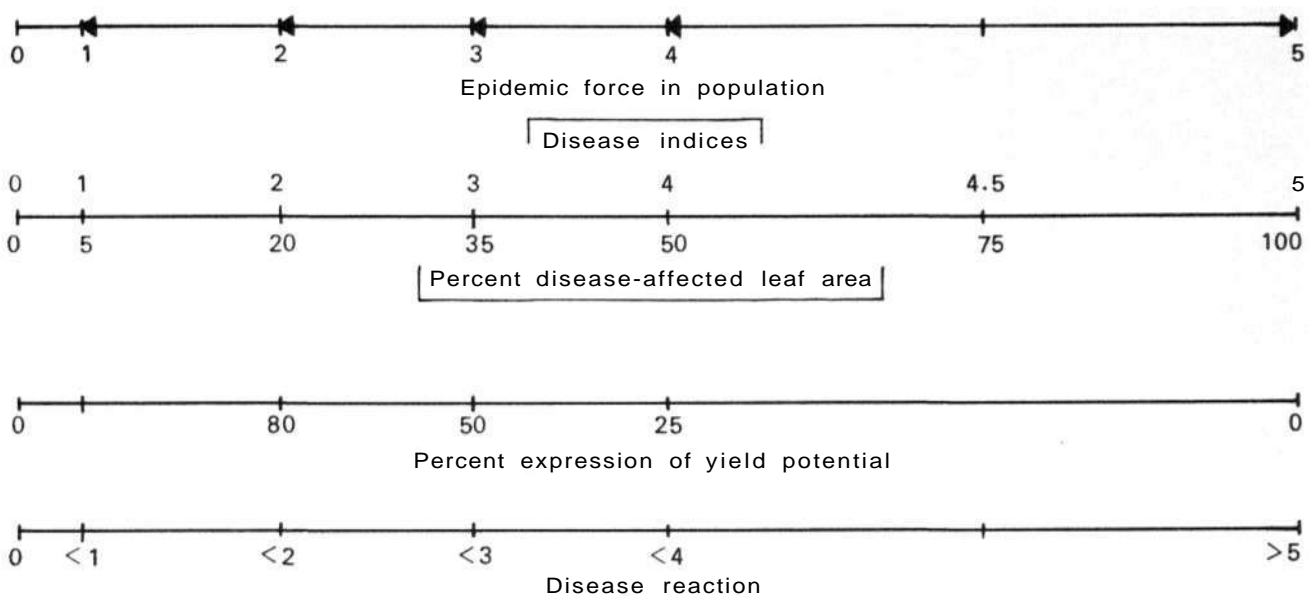 0 1 2 3 4 5
Epidemic force in population
Disease indices
0 1 2 3 4 4.5 5
0 5 20 35 50 75 100
Percent disease-affected leaf area
0 80 50 25 0
Percent expression of yield potential
0 <1 <2 <3 <4 >5
Disease reaction